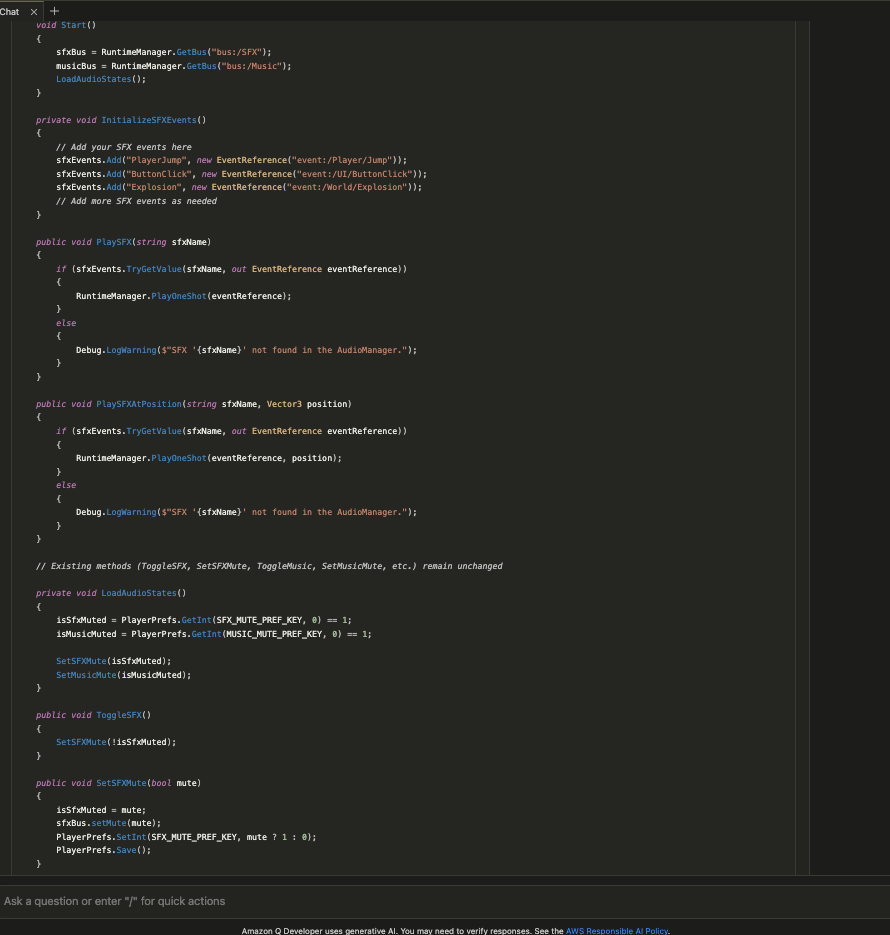 Chat × +
void Start()
{
sfxBus = RuntimeManager.GetBus("bus:/SFX");
musicBus = RuntimeManager.GetBus("bus:/Music");
LoadAudioStates();
}
private void InitializeSFXEvents()
{
// Add your SFX events here
sfxEvents.Add("PlayerJump", new EventReference("event:/Player/Jump"));
sfxEvents.Add("ButtonClick", new EventReference("event:/UI/ButtonClick"));
sfxEvents.Add("Explosion", new EventReference("event:/World/Explosion"));
// Add more SFX events as needed
}
public void PlaySFX(string sfxName)
{
if (sfxEvents.TryGetValue(sfxName, out EventReference eventReference))
{
RuntimeManager.PlayOneShot(eventReference);
}
else
{
Debug.LogWarning($"SFX '{sfxName}' not found in the AudioManager.");
}
}
public void PlaySFXAtPosition(string sfxName, Vector3 position)
{
if (sfxEvents.TryGetValue(sfxName, out EventReference eventReference))
{
RuntimeManager.PlayOneShot(eventReference, position);
}
else
{
Debug.LogWarning($"SFX '{sfxName}' not found in the AudioManager.");
}
}
// Existing methods (ToggleSFX, SetSFXMute, ToggleMusic, SetMusicMute, etc.) remain unchanged
private void LoadAudioStates()
{
isSfxMuted = PlayerPrefs.GetInt(SFX_MUTE_PREF_KEY, 0) == 1;
isMusicMuted = PlayerPrefs.GetInt(MUSIC_MUTE_PREF_KEY, 0) == 1;
SetSFXMute(isSfxMuted);
SetMusicMute(isMusicMuted);
}
public void ToggleSFX()
{
SetSFXMute(!isSfxMuted);
}
public void SetSFXMute(bool mute)
{
isSfxMuted = mute;
sfxBus.setMute(mute);
PlayerPrefs.SetInt(SFX_MUTE_PREF_KEY, mute ? 1 : 0);
PlayerPrefs.Save();
}
Ask a question or enter "/" for quick actions
Amazon Q Developer uses generative AI. You may need to verify responses. See the AWS Responsible AI Policy.